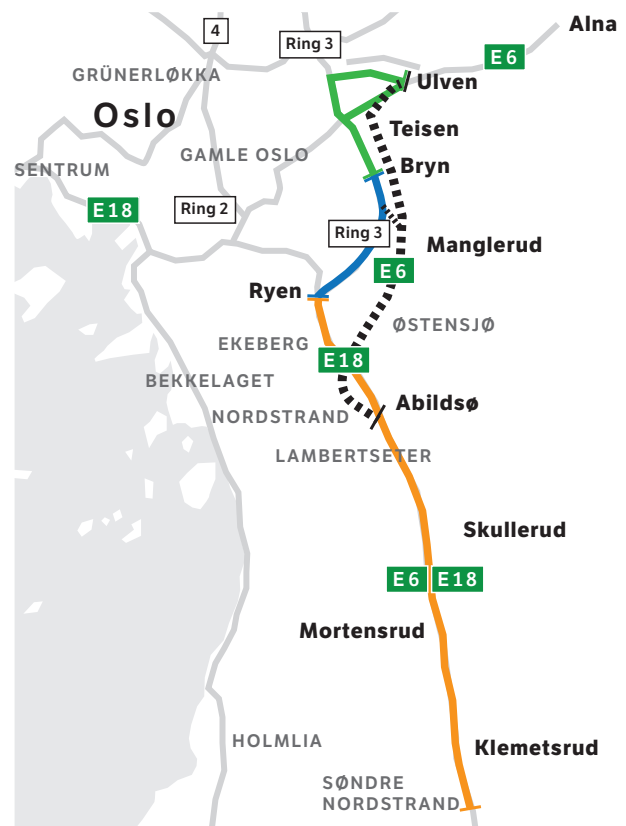 Alna
4
Ring 3
E6
GRÜNERLØKKA
Ulven
Oslo
Teisen
GAMLE OSLO
Bryn
SENTRUM
E18
Ring 2
Ring 3
Manglerud
E6
Ryen
ØSTENSJØ
EKEBERG
E18
BEKKELAGET
Abildsø
NORDSTRAND
LAMBERTSETER
Skullerud
E6
E18
Mortensrud
HOLMLIA
Klemetsrud
SØNDRE
NORDSTRAND